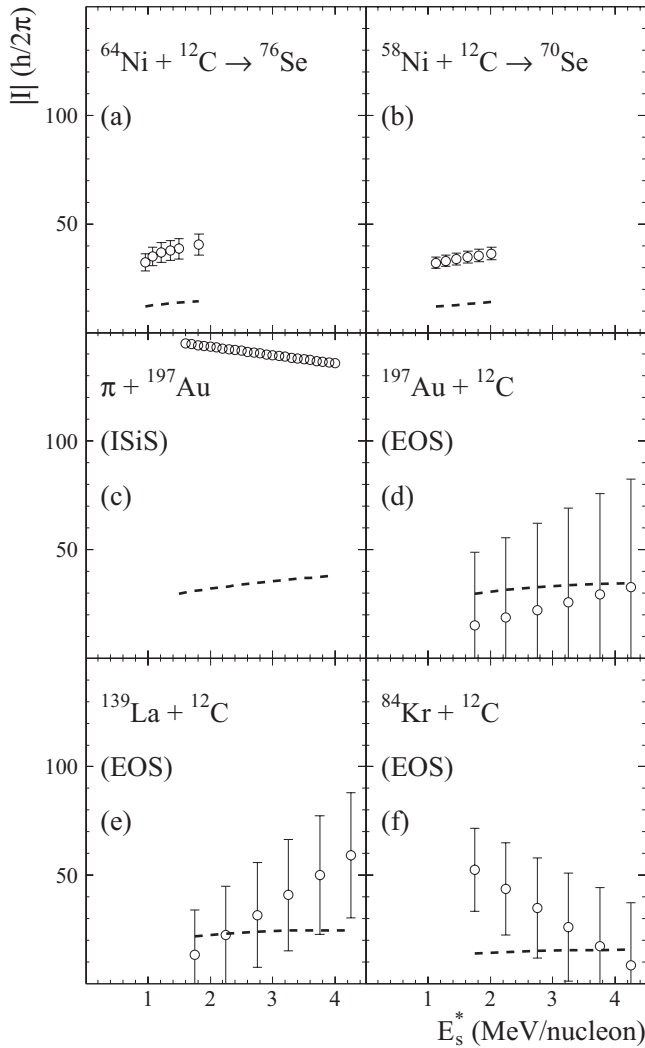 |I| (h/2π)
⁶⁴Ni + ¹²C → ⁷⁶Se
(a)
100
50
⁵⁸Ni + ¹²C → ⁷⁰Se
(b)
π + ¹⁹⁷Au
(ISiS)
(c)
100
50
¹⁹⁷Au + ¹²C
(EOS)
(d)
¹³⁹La + ¹²C
(EOS)
(e)
100
50
⁸⁴Kr + ¹²C
(EOS)
(f)
1 2 3 4 1 2 3 4
E*ₛ (MeV/nucleon)